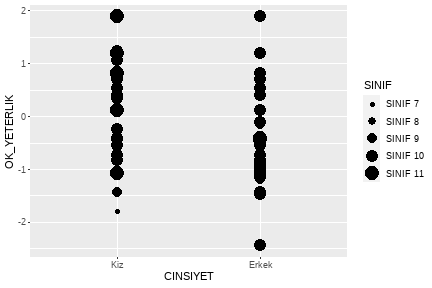 2
1
0
-1
-2
OK_YETERLIK
Kiz
Erkek
CINSIYET
SINIF
SINIF 7
SINIF 8
SINIF 9
SINIF 10
SINIF 11